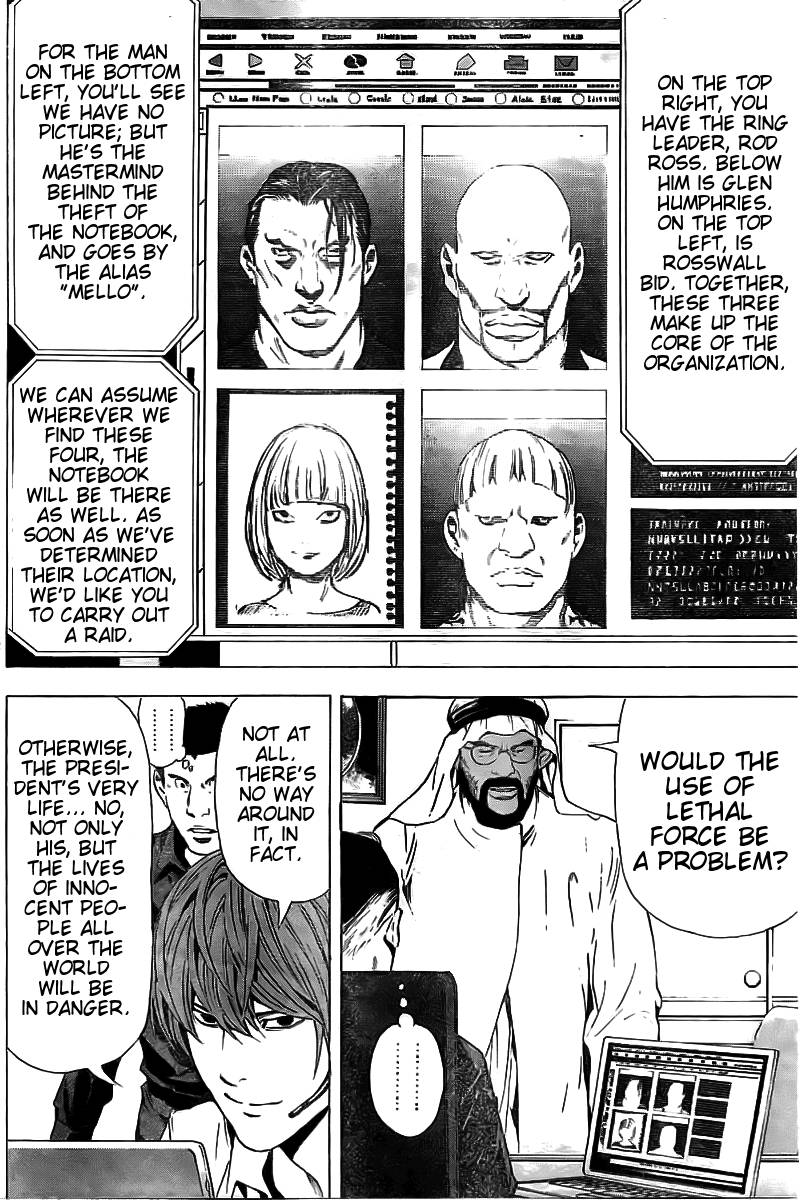 ON THE TOP
RIGHT, YOU
HAVE THE RING
LEADER, ROD
ROSS. BELOW
HIM IS GLEN
HUMPHRIES.
ON THE TOP
LEFT, IS
ROSSWALL
BID. TOGETHER,
THESE THREE
MAKE UP THE
CORE OF THE
ORGANIZATION.
FOR THE MAN
ON THE BOTTOM
LEFT, YOU'LL SEE
WE HAVE NO
PICTURE; BUT
HE'S THE
MASTERMIND
BEHIND THE
THEFT OF
THE NOTEBOOK,
AND GOES BY
THE ALIAS
"MELLO".
WE CAN ASSUME
WHEREVER WE
FIND THESE
FOUR, THE
NOTEBOOK
WILL BE THERE
AS WELL. AS
SOON AS WE'VE
DETERMINED
THEIR LOCATION,
WE'D LIKE YOU
TO CARRY OUT
A RAID.
WOULD THE
USE OF
LETHAL
FORCE BE
A PROBLEM?
NOT AT
ALL.
THERE'S
NO WAY
AROUND
IT, IN
FACT.
OTHERWISE,
THE PRESI-
DENT'S VERY
LIFE... NO,
NOT ONLY
HIS, BUT
THE LIVES
OF INNO-
CENT PEO-
PLE ALL
OVER THE
WORLD
WILL BE
IN DANGER.